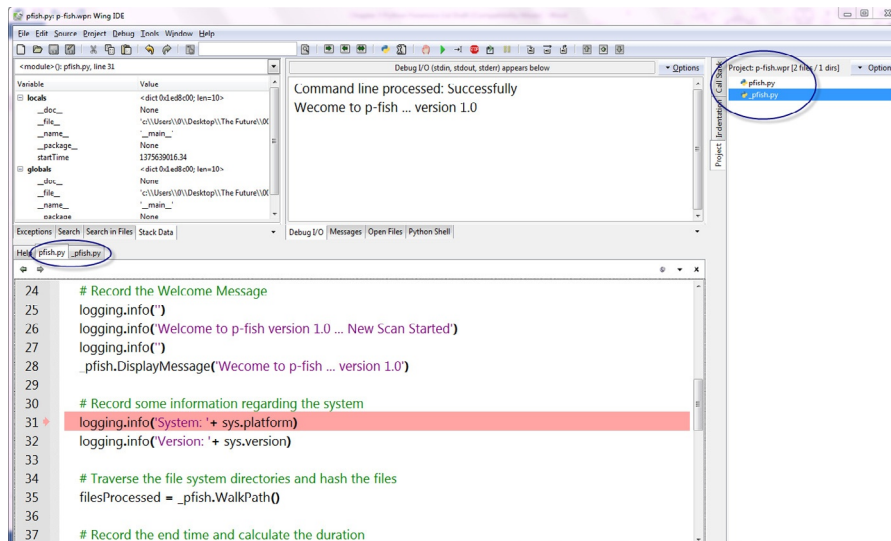 pfish.py: p-fish.wpr: Wing IDE
File Edit Source Project Debug Tools Window Help
<module>(): pfish.py, line 31
Variable Value
locals <dict 0x1ed8c00; len=10>
__doc__ None
__file__ 'c:\\Users\\0\\Desktop\\The Future\\0(
__name__ '__main__'
__package__ None
startTime 1375639016.34
globals <dict 0x1ed8c00; len=10>
__doc__ None
__file__ 'c:\\Users\\0\\Desktop\\The Future\\0(
__name__ '__main__'
__package__ None
Exceptions Search Search in Files Stack Data
Debug I/O (stdin, stdout, stderr) appears below
Options
Command line processed: Successfully
Wecome to p-fish ... version 1.0
Debug I/O Messages Open Files Python Shell
Call Stack
Indentation
Project
Project: p-fish.wpr [2 files / 1 dirs] Option
pfish.py
_pfish.py
Help pfish.py _pfish.py
24 # Record the Welcome Message
25 logging.info('')
26 logging.info('Welcome to p-fish version 1.0 ... New Scan Started')
27 logging.info('')
28 _pfish.DisplayMessage('Wecome to p-fish ... version 1.0')
29
30 # Record some information regarding the system
31 logging.info('System: '+ sys.platform)
32 logging.info('Version: '+ sys.version)
33
34 # Traverse the file system directories and hash the files
35 filesProcessed = _pfish.WalkPath()
36
37 # Record the end time and calculate the duration